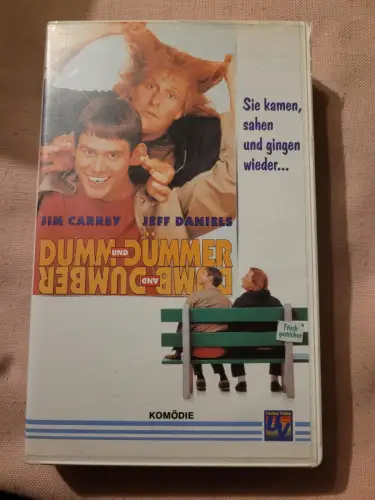 Sie kamen,
sahen
und gingen
wieder...
JIM CARREY JEFF DANIELS
DUMM UND DÜMMER
DUMB AND DUMBER
Frisch
gestrichen
KOMÖDIE
UV